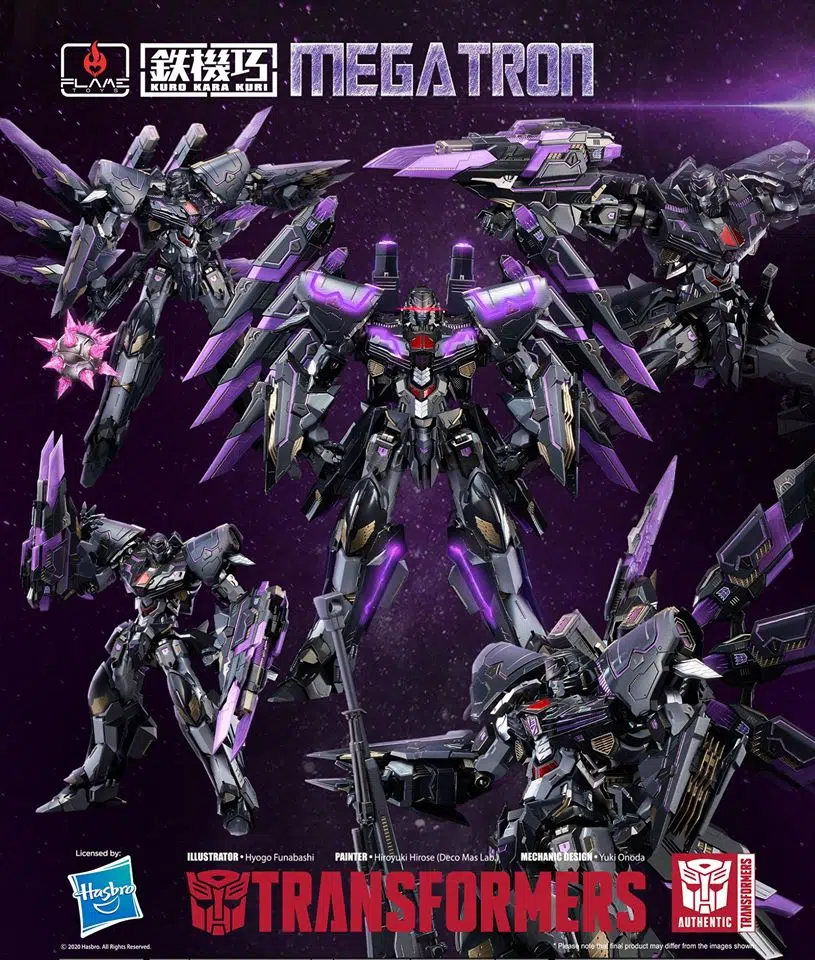 FLAME
TOYS
鉄機巧
KURO KARA KURI
MEGATRON
Licensed by:
Hasbro
© 2020 Hasbro. All Rights Reserved.
ILLUSTRATOR • Hyogo Funabashi
PAINTER • Hiroyuki Hirose (Deco Mas Lab.)
MECHANIC DESIGN • Yuki Onoda
TRANSFORMERS
AUTHENTIC
TRANSFORMERS
* Please note that final product may differ from the images shown